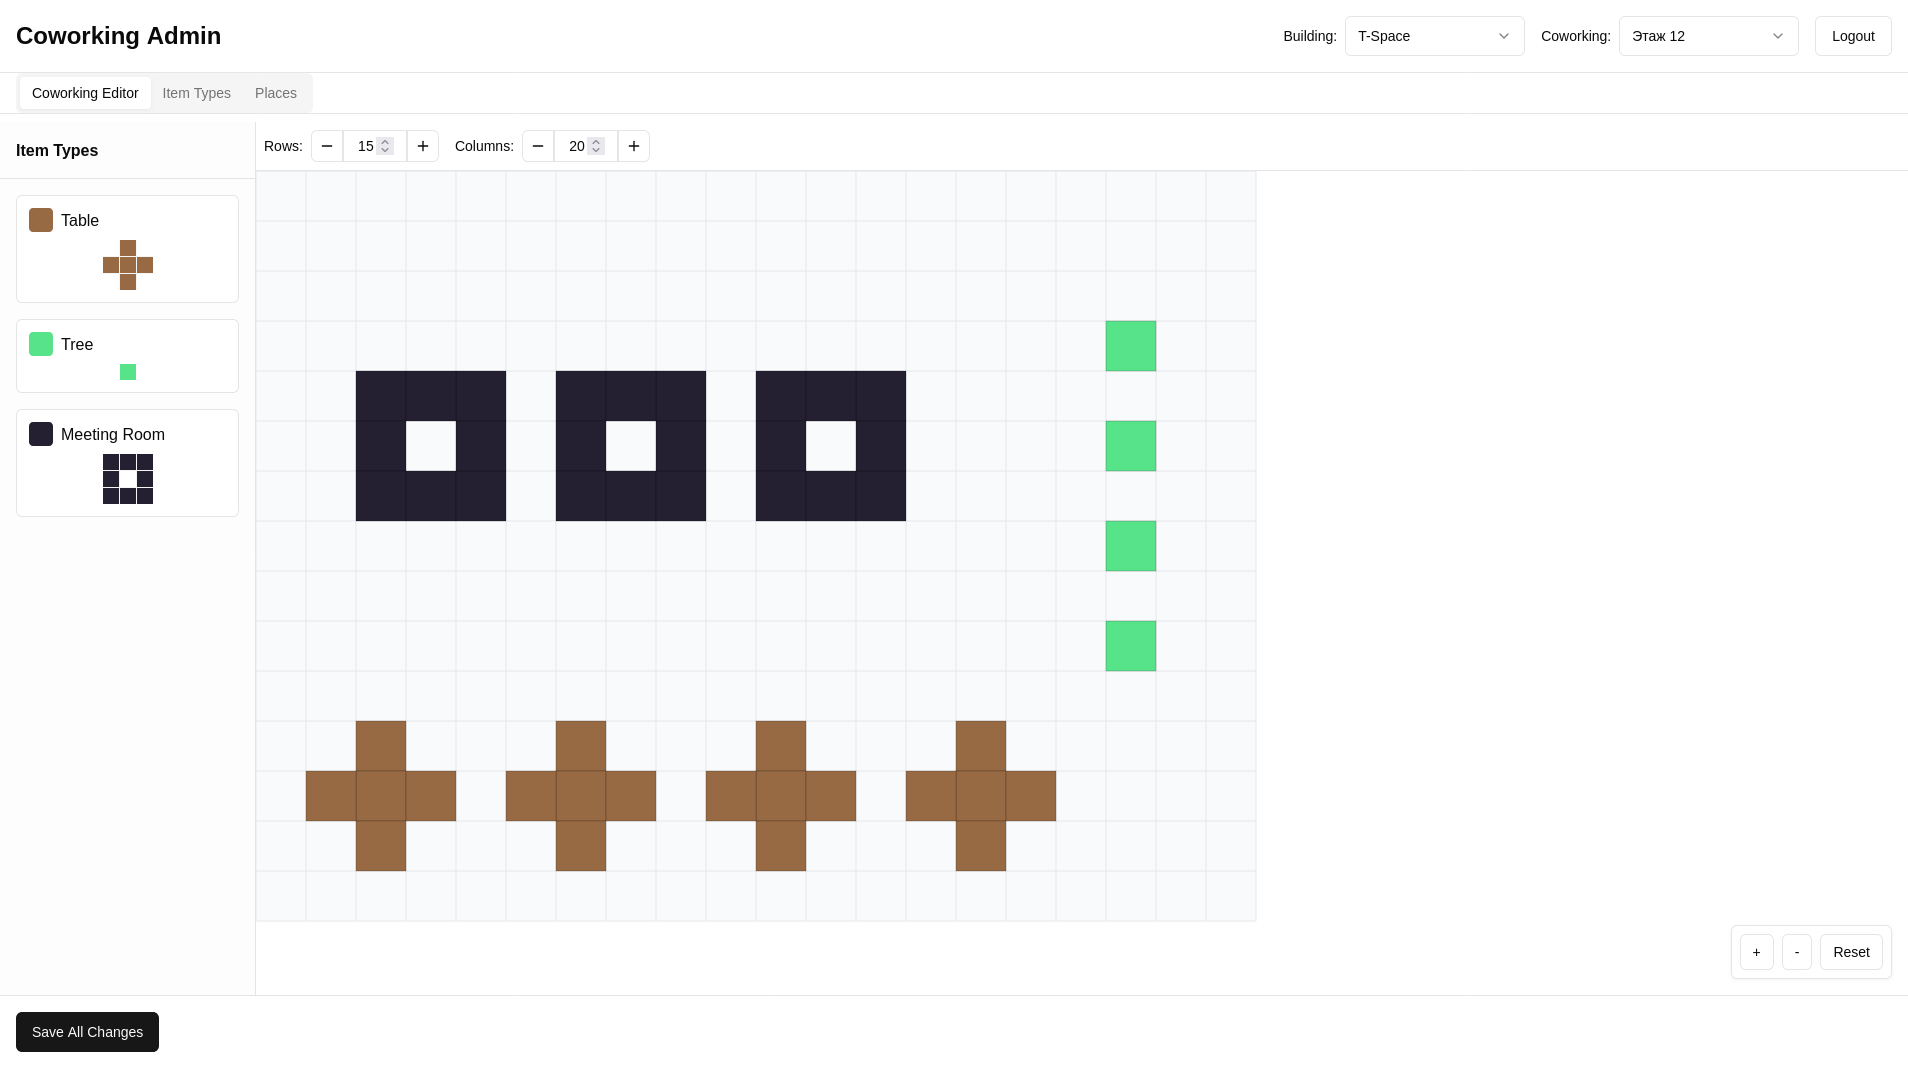 Coworking Admin
Building: T-Space Coworking: Этаж 12 Logout
Coworking Editor Item Types Places
Item Types
Rows: 15 Columns: 20
Table
Tree
Meeting Room
+ - Reset
Save All Changes